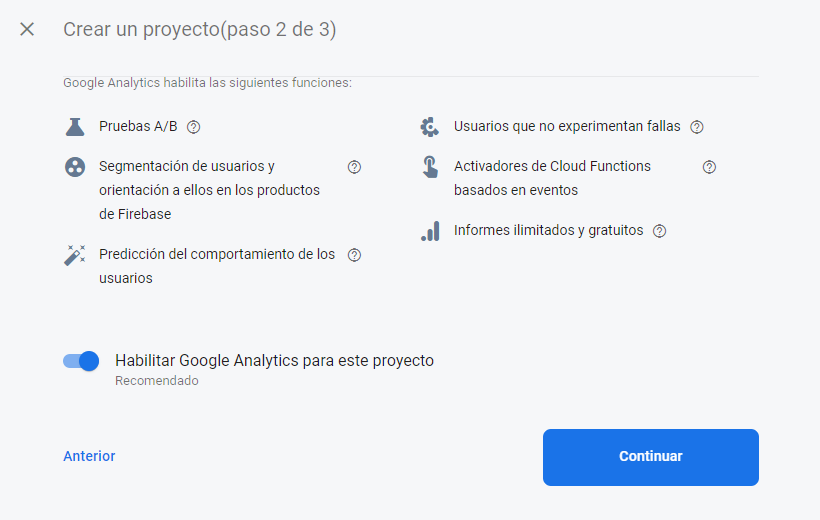 Crear un proyecto(paso 2 de 3)
Google Analytics habilita las siguientes funciones:
Pruebas A/B
Segmentación de usuarios y
orientación a ellos en los productos
de Firebase
Predicción del comportamiento de los
usuarios
Usuarios que no experimentan fallas
Activadores de Cloud Functions
basados en eventos
Informes ilimitados y gratuitos
Habilitar Google Analytics para este proyecto
Recomendado
Anterior
Continuar